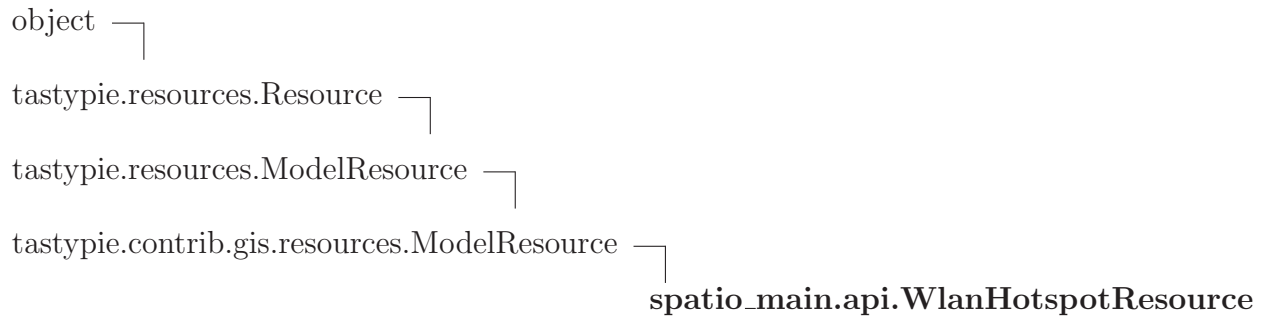 object
tastypie.resources.Resource
tastypie.resources.ModelResource
tastypie.contrib.gis.resources.ModelResource
spatio_main.api.WlanHotspotResource